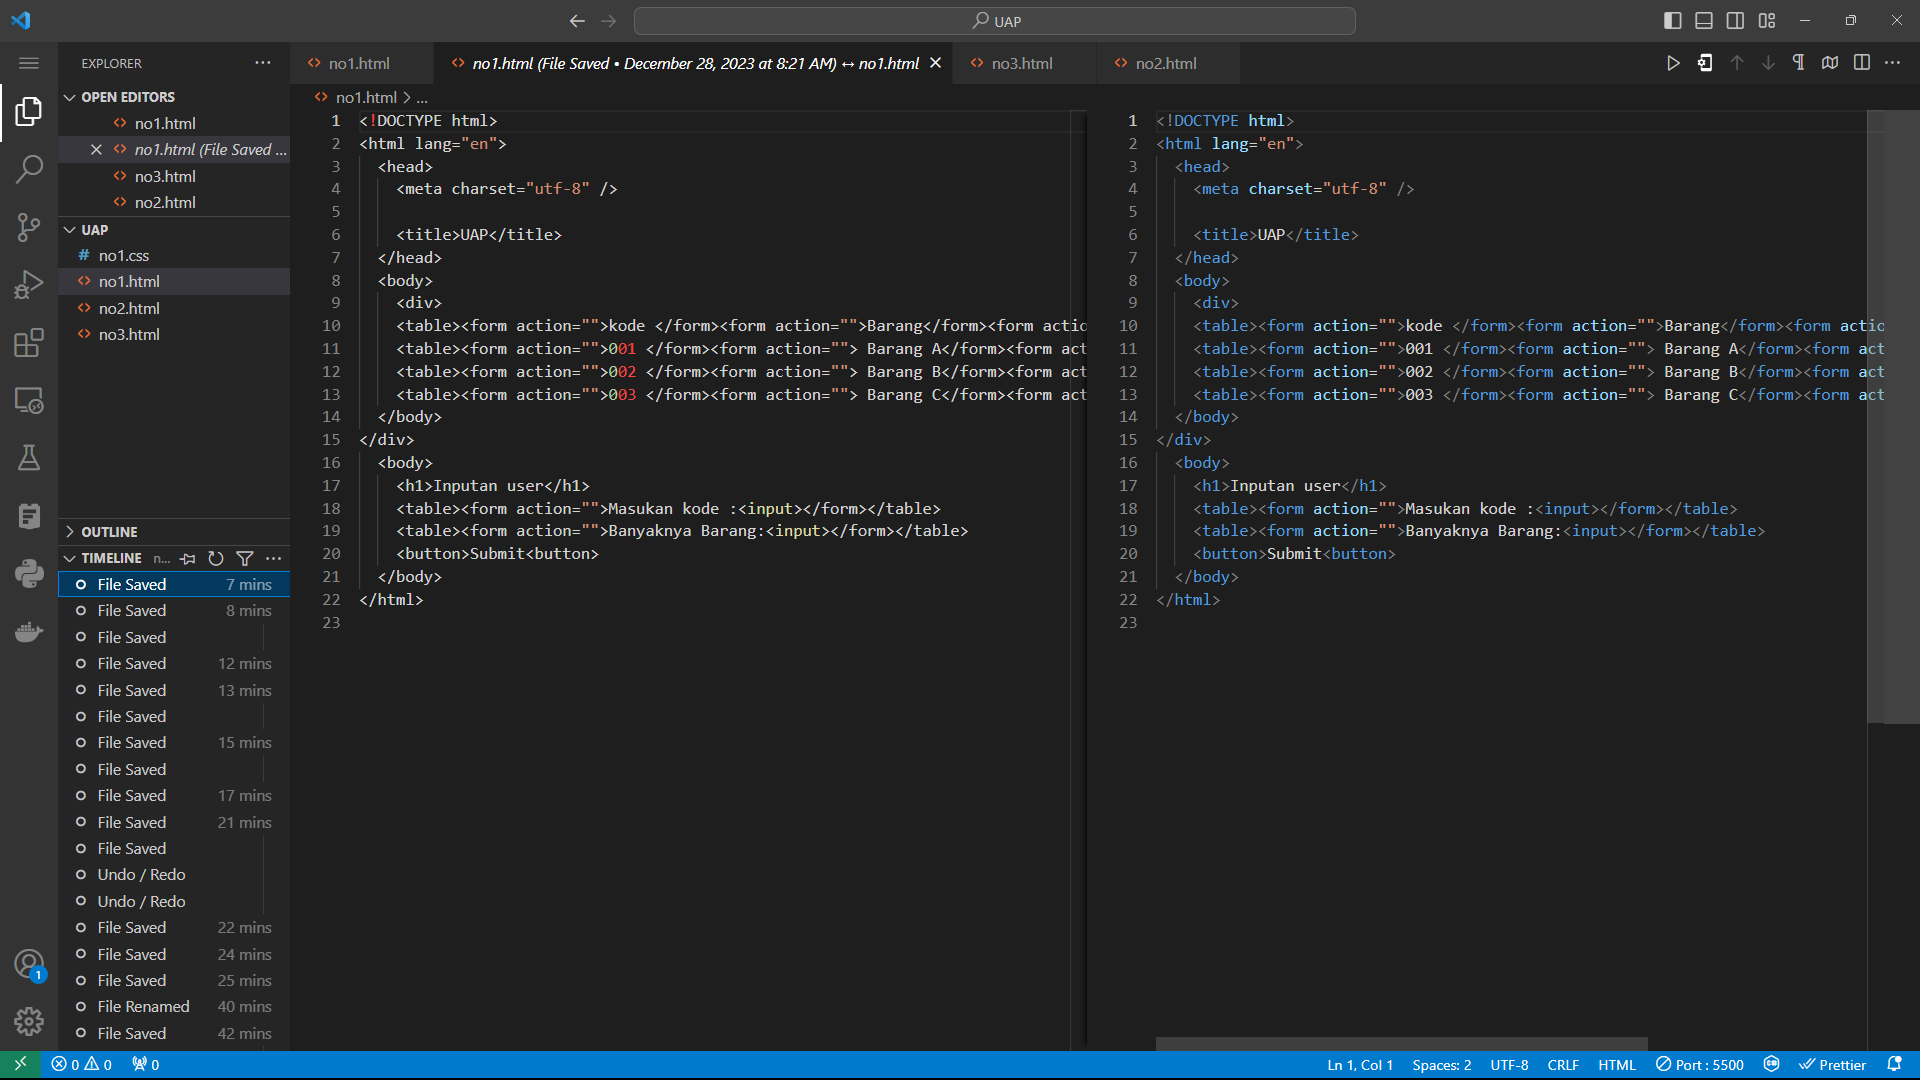 UAP
EXPLORER
OPEN EDITORS
no1.html
no1.html (File Saved ...
no3.html
no2.html
UAP
no1.css
no1.html
no2.html
no3.html
OUTLINE
TIMELINE n...
File Saved 7 mins
File Saved 8 mins
File Saved
File Saved 12 mins
File Saved 13 mins
File Saved
File Saved 15 mins
File Saved
File Saved 17 mins
File Saved 21 mins
File Saved
Undo / Redo
Undo / Redo
File Saved 22 mins
File Saved 24 mins
File Saved 25 mins
File Renamed 40 mins
File Saved 42 mins
1
no1.html
no1.html (File Saved • December 28, 2023 at 8:21 AM) ↔ no1.html
no3.html
no2.html
no1.html > ...
1 <!DOCTYPE html>
2 <html lang="en">
3 <head>
4 <meta charset="utf-8" />
5
6 <title>UAP</title>
7 </head>
8 <body>
9 <div>
10 <table><form action="">kode </form><form action="">Barang</form><form actio
11 <table><form action="">001 </form><form action=""> Barang A</form><form act
12 <table><form action="">002 </form><form action=""> Barang B</form><form act
13 <table><form action="">003 </form><form action=""> Barang C</form><form act
14 </body>
15 </div>
16 <body>
17 <h1>Inputan user</h1>
18 <table><form action="">Masukan kode :<input></form></table>
19 <table><form action="">Banyaknya Barang:<input></form></table>
20 <button>Submit<button>
21 </body>
22 </html>
23
1 <!DOCTYPE html>
2 <html lang="en">
3 <head>
4 <meta charset="utf-8" />
5
6 <title>UAP</title>
7 </head>
8 <body>
9 <div>
10 <table><form action="">kode </form><form action="">Barang</form><form actio
11 <table><form action="">001 </form><form action=""> Barang A</form><form act
12 <table><form action="">002 </form><form action=""> Barang B</form><form act
13 <table><form action="">003 </form><form action=""> Barang C</form><form act
14 </body>
15 </div>
16 <body>
17 <h1>Inputan user</h1>
18 <table><form action="">Masukan kode :<input></form></table>
19 <table><form action="">Banyaknya Barang:<input></form></table>
20 <button>Submit<button>
21 </body>
22 </html>
23
0 0 0 Ln 1, Col 1 Spaces: 2 UTF-8 CRLF HTML Port : 5500 Prettier